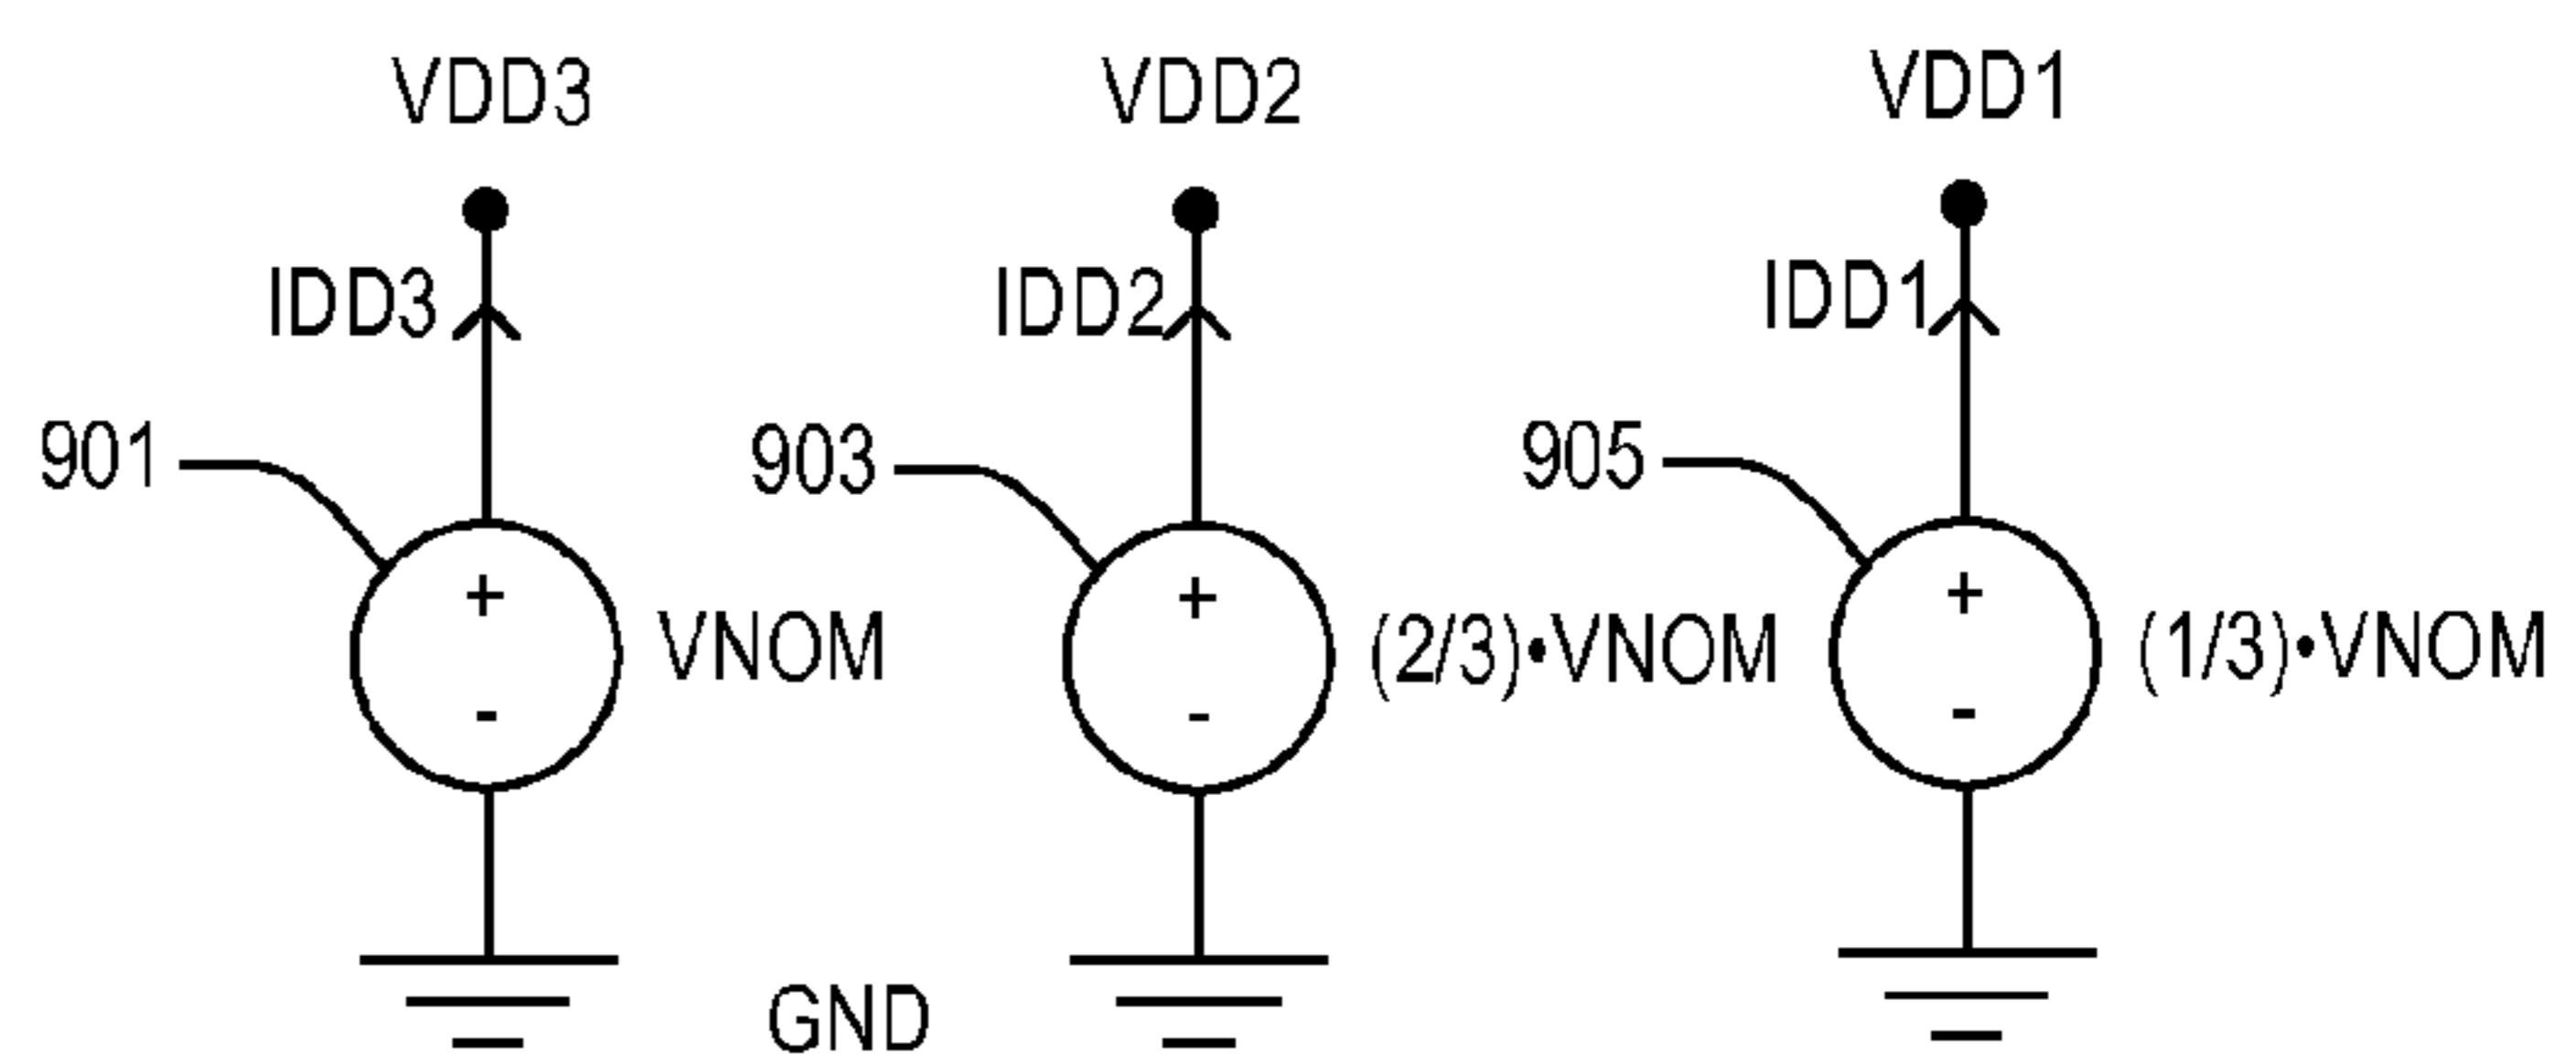 VDD3 VDD2 VDD1
IDD3 IDD2 IDD1
901 903 905
+ + +
VNOM (2/3)•VNOM (1/3)•VNOM
- - -
GND